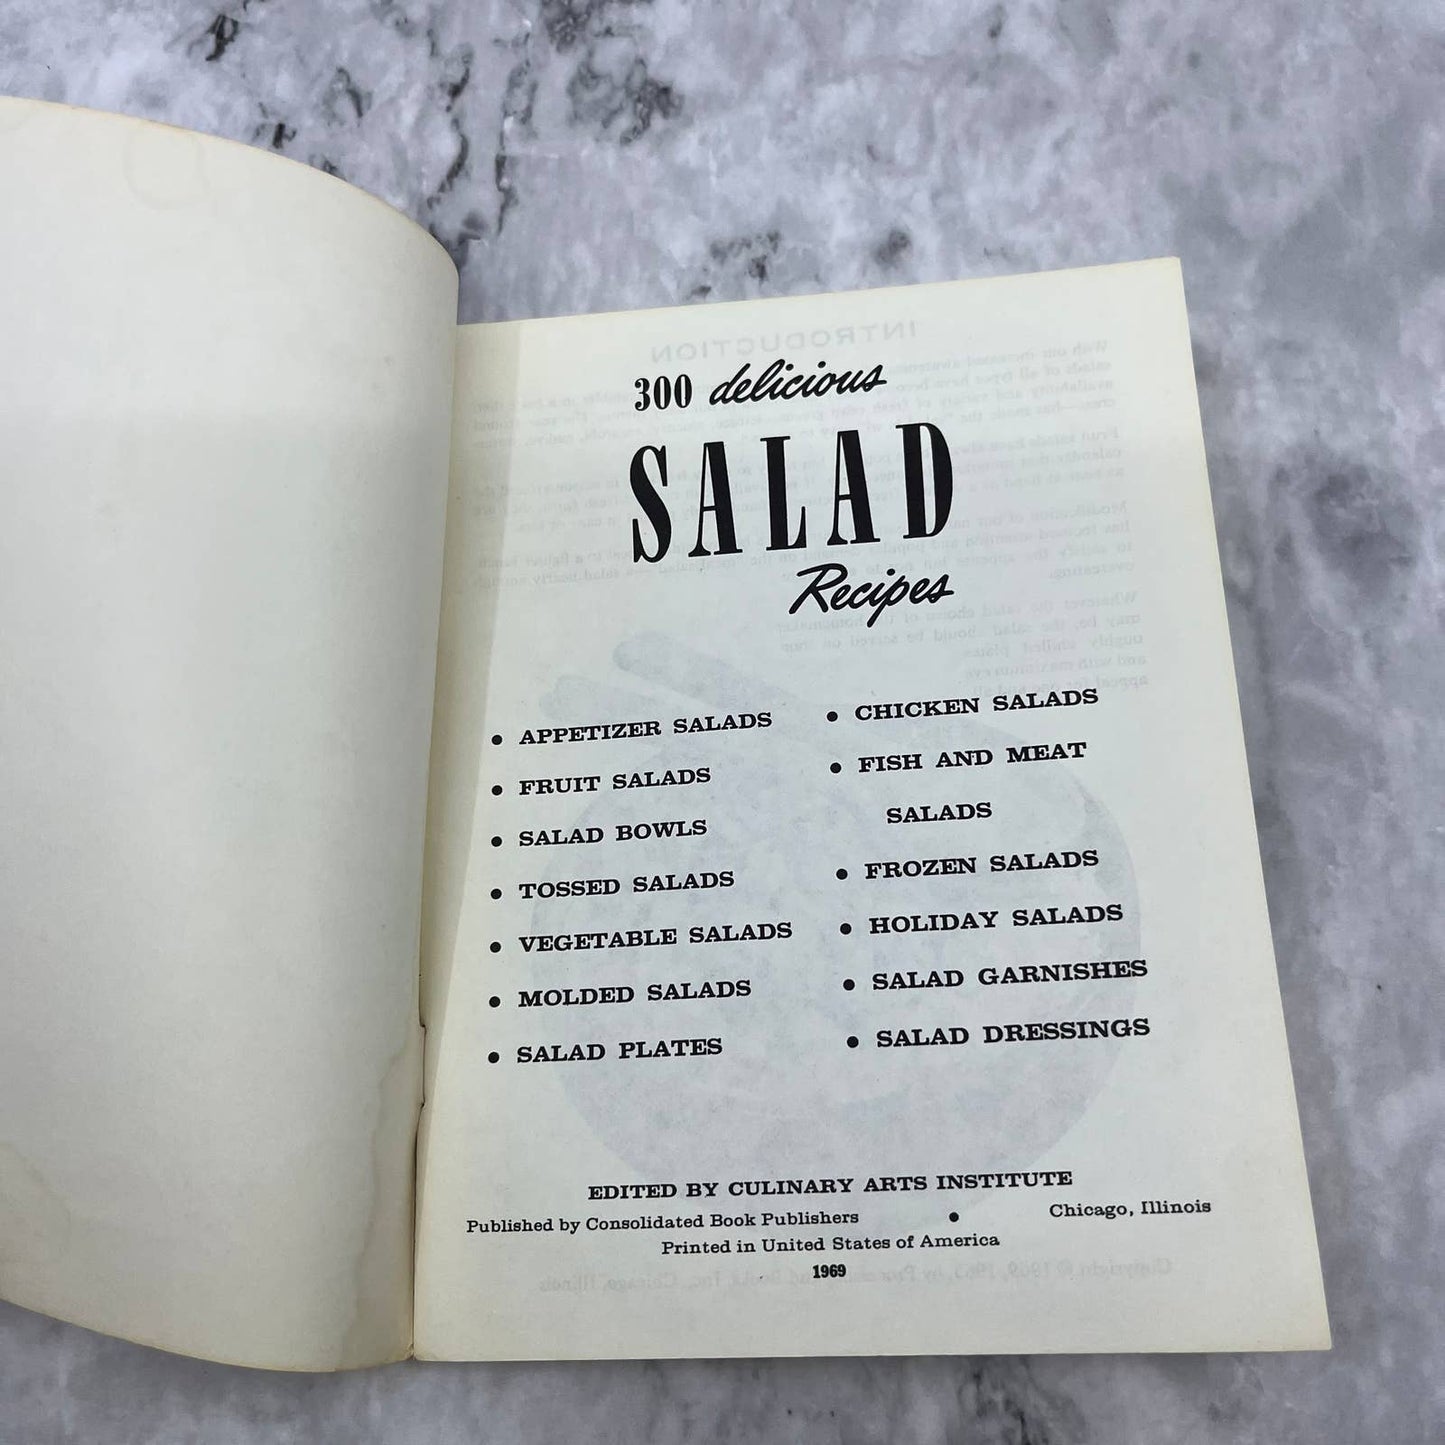 300 delicious
SALAD
Recipes
• APPETIZER SALADS
• FRUIT SALADS
• SALAD BOWLS
• TOSSED SALADS
• VEGETABLE SALADS
• MOLDED SALADS
• SALAD PLATES
• CHICKEN SALADS
• FISH AND MEAT
SALADS
• FROZEN SALADS
• HOLIDAY SALADS
• SALAD GARNISHES
• SALAD DRESSINGS
EDITED BY CULINARY ARTS INSTITUTE
Published by Consolidated Book Publishers • Chicago, Illinois
Printed in United States of America
1969